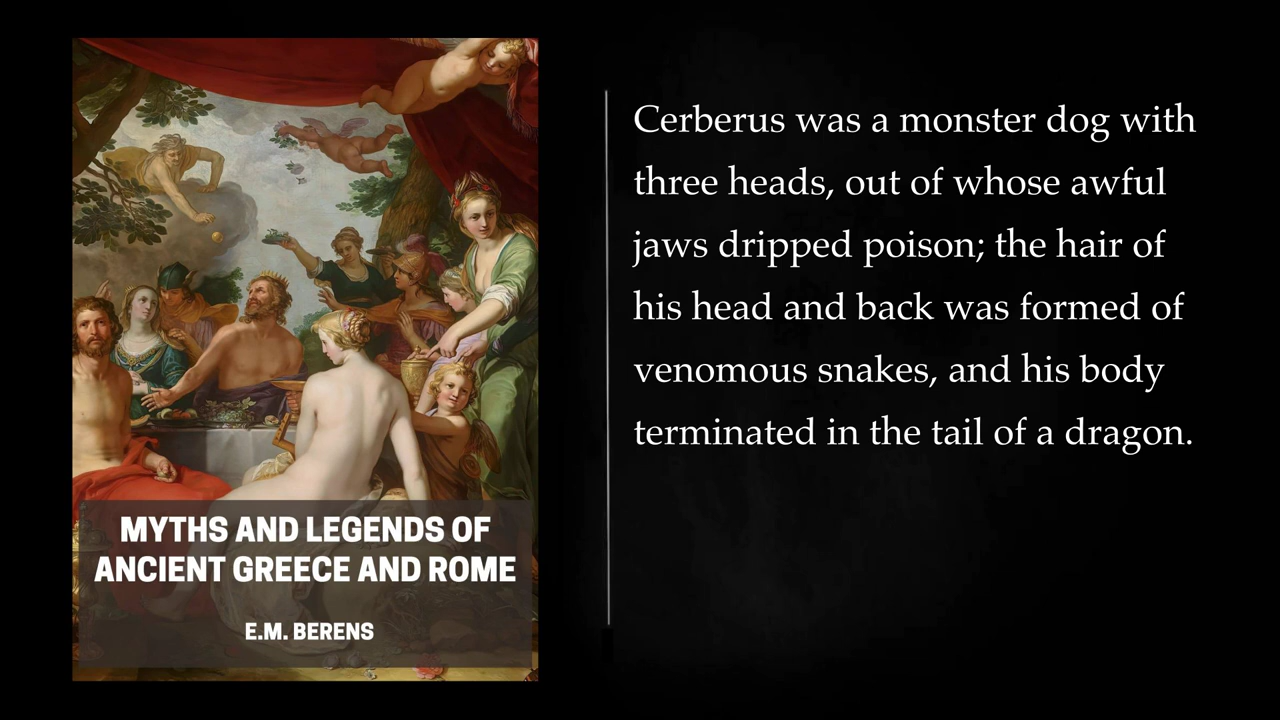 Cerberus was a monster dog with
three heads, out of whose awful
jaws dripped poison; the hair of
his head and back was formed of
venomous snakes, and his body
terminated in the tail of a dragon.
MYTHS AND LEGENDS OF
ANCIENT GREECE AND ROME
E.M. BERENS